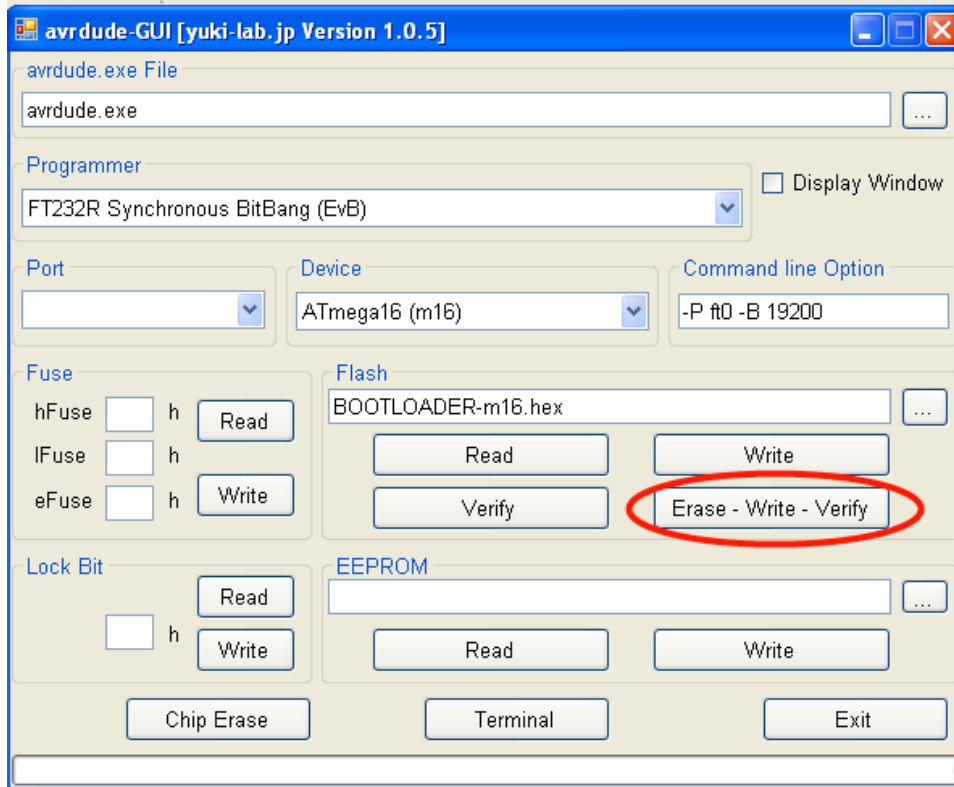 avrdude-GUI [yuki-lab.jp Version 1.0.5]
avrdude.exe File
avrdude.exe
...
Programmer
FT232R Synchronous BitBang (EvB)
Display Window
Port
Device
ATmega16 (m16)
Command line Option
-P ft0 -B 19200
Fuse
hFuse h
Read
lFuse h
eFuse h
Write
Flash
BOOTLOADER-m16.hex
...
Read Write
Verify Erase - Write - Verify
Lock Bit
Read
h
Write
EEPROM
...
Read Write
Chip Erase Terminal Exit